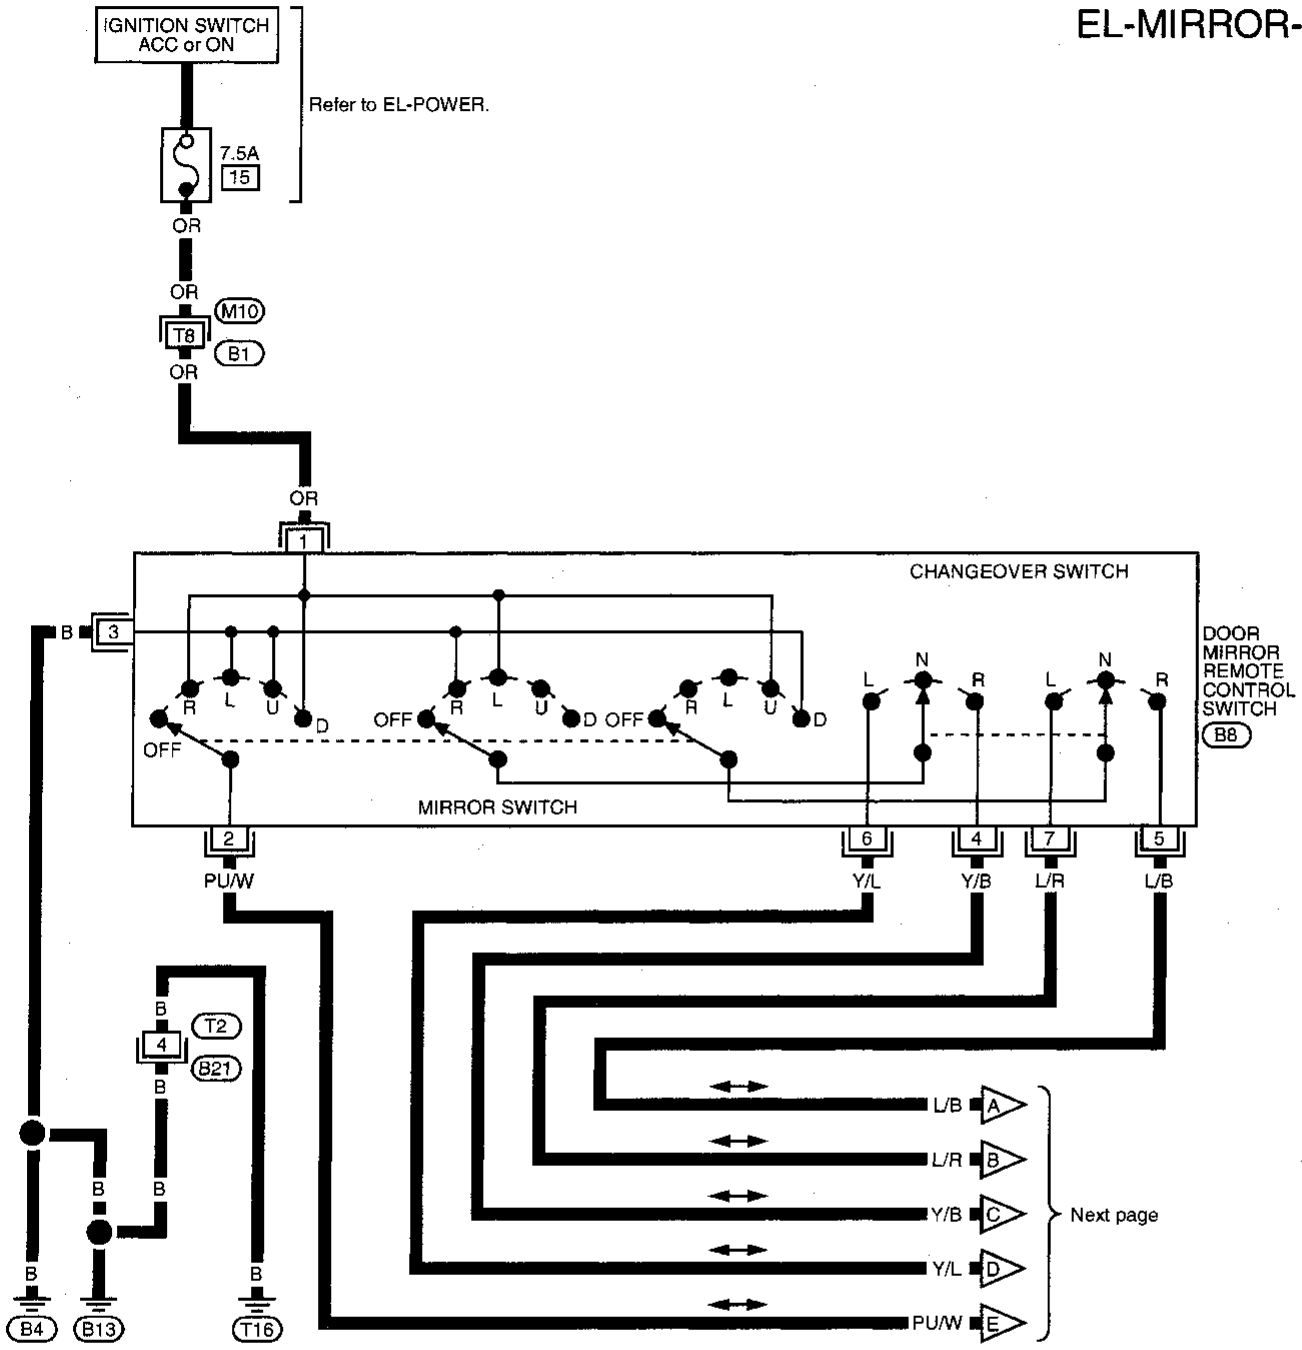 EL-MIRROR-
IGNITION SWITCH
ACC or ON
Refer to EL-POWER.
7.5A
15
OR
OR
M10
T8
B1
OR
OR
1
CHANGEOVER SWITCH
B 3
DOOR
MIRROR
REMOTE
CONTROL
SWITCH
B8
OFF R L U D
OFF R L U D
OFF R L U D
L N R
L N R
MIRROR SWITCH
2 6 4 7 5
PU/W Y/L Y/B L/R L/B
B
T2
4
B21
B
L/B A
L/R B
Y/B C
Y/L D
PU/W E
Next page
B B
B B
B4 B13 T16